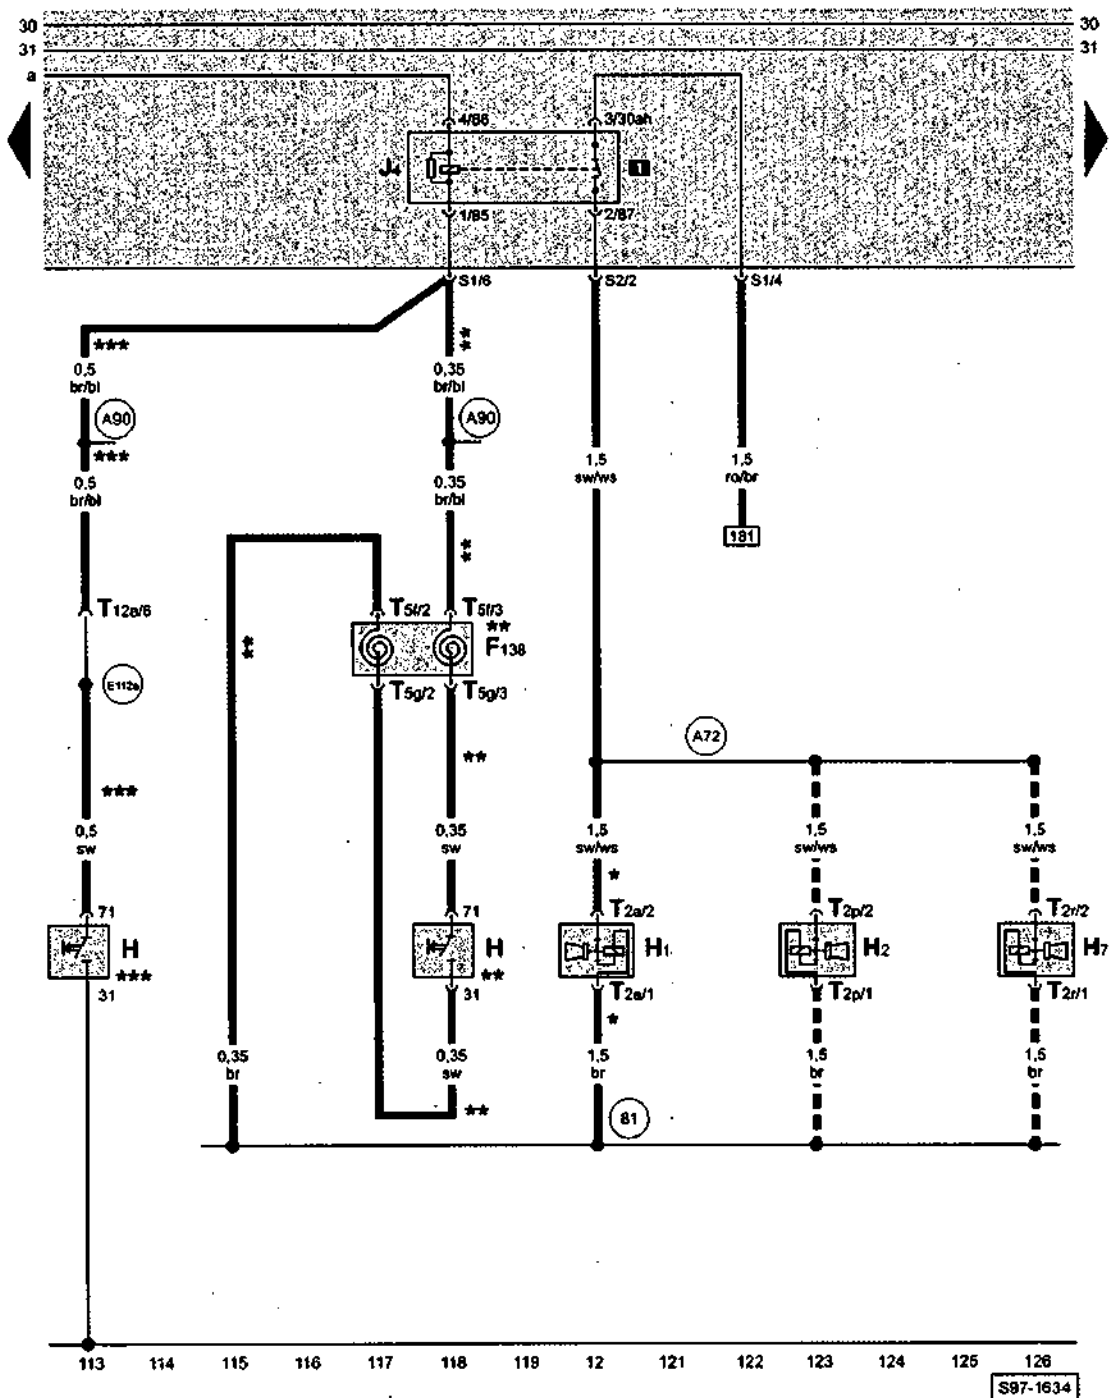 30 30
31 31
a
4/86 3/30ah
J4 1
1/85 2/87
S1/6 S2/2 S1/4
*** **
0,5 0,35
br/bl br/bl
A90 A90
***
0,5 0,35 1,5 1,5
br/bl br/bl sw/ws ro/br
** 181
T12a/6 T5f/2 T5f/3
** ** F138
E112a T5g/2 T5g/3
A72
*** **
0,5 0,35 1,5 1,5 1,5
sw sw sw/ws sw/ws sw/ws
*
71 71 T2a/2 T2p/2 T2r/2
H H H1 H2 H7
*** **
31 31 T2a/1 T2p/1 T2r/1
*
0,35 0,35 1,5 1,5 1,5
br sw br br br
** 81
113 114 115 116 117 118 119 12 121 122 123 124 125 126
S97-1634